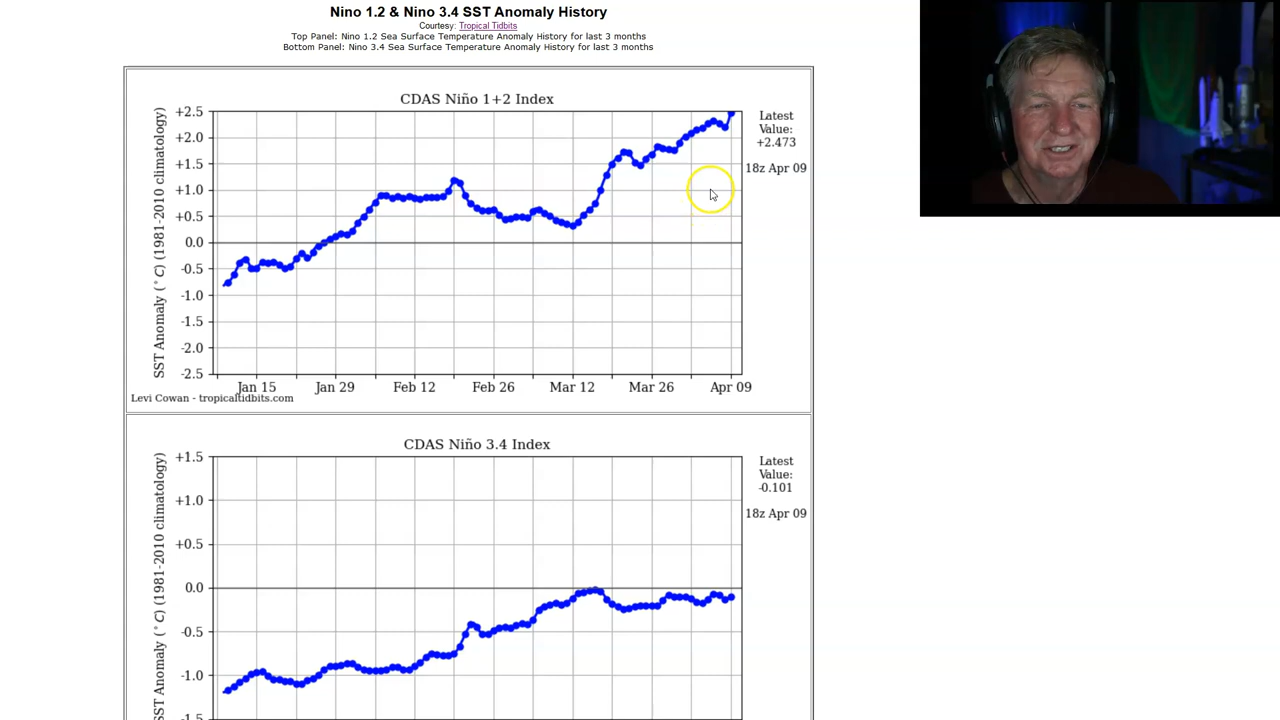 Nino 1.2 & Nino 3.4 SST Anomaly History
Courtesy: Tropical Tidbits
Top Panel: Nino 1.2 Sea Surface Temperature Anomaly History for last 3 months
Bottom Panel: Nino 3.4 Sea Surface Temperature Anomaly History for last 3 months
CDAS Niño 1+2 Index
SST Anomaly (°C) (1981-2010 climatology)
+2.5
+2.0
+1.5
+1.0
+0.5
0.0
-0.5
-1.0
-1.5
-2.0
-2.5
Jan 15 Jan 29 Feb 12 Feb 26 Mar 12 Mar 26 Apr 09
Latest
Value:
+2.473
18z Apr 09
Levi Cowan - tropicaltidbits.com
CDAS Niño 3.4 Index
SST Anomaly (°C) (1981-2010 climatology)
+1.5
+1.0
+0.5
0.0
-0.5
-1.0
-1.5
Latest
Value:
-0.101
18z Apr 09